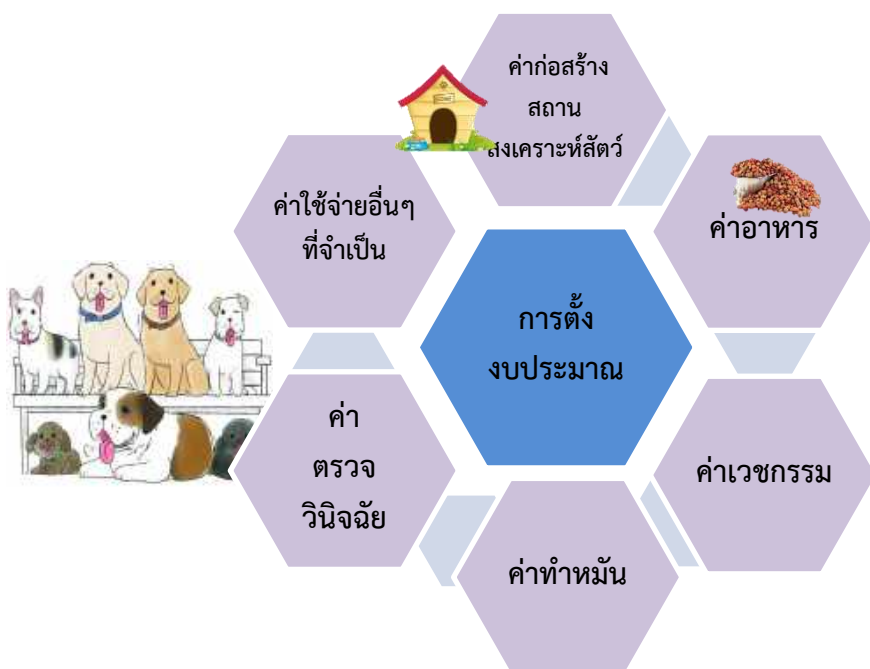 ค่าก่อสร้าง
สถาน
สงเคราะห์สัตว์
ค่าอาหาร
ค่าเวชกรรม
ค่าทำหมัน
ค่า
ตรวจ
วินิจฉัย
ค่าใช้จ่ายอื่นๆ
ที่จำเป็น
การตั้ง
งบประมาณ